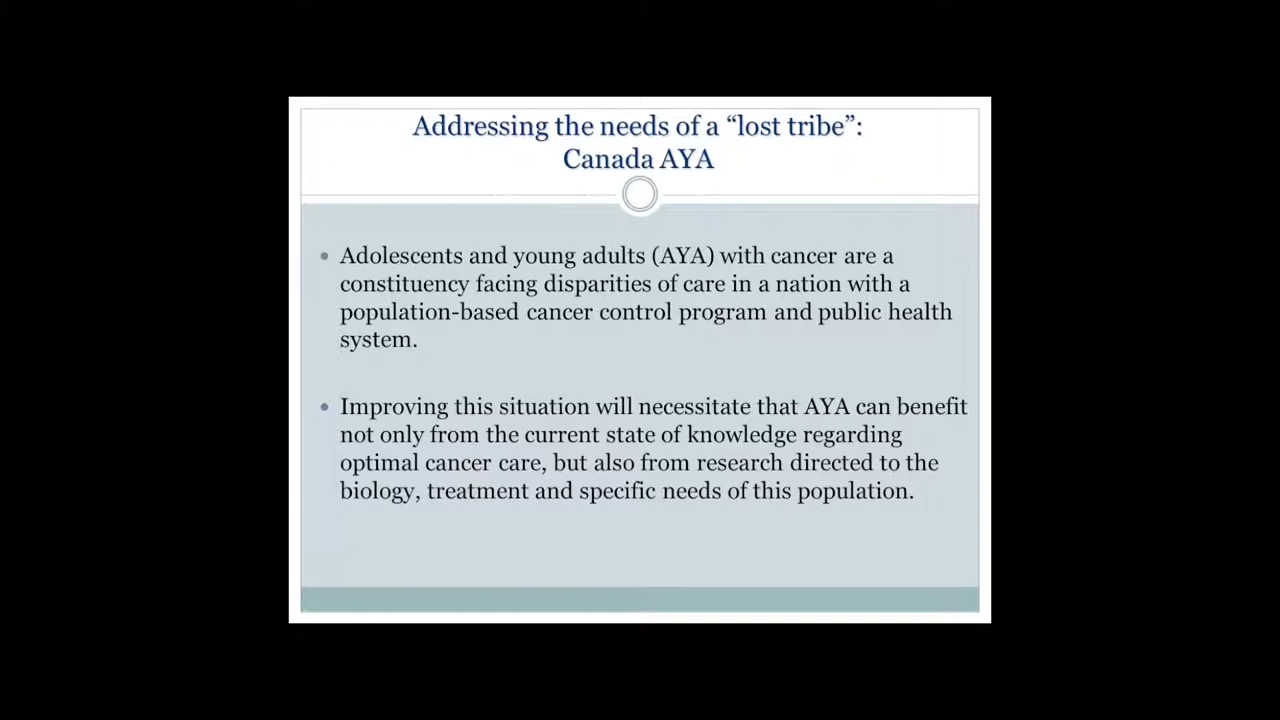 Addressing the needs of a “lost tribe”:
Canada AYA
• Adolescents and young adults (AYA) with cancer are a
constituency facing disparities of care in a nation with a
population-based cancer control program and public health
system.
• Improving this situation will necessitate that AYA can benefit
not only from the current state of knowledge regarding
optimal cancer care, but also from research directed to the
biology, treatment and specific needs of this population.